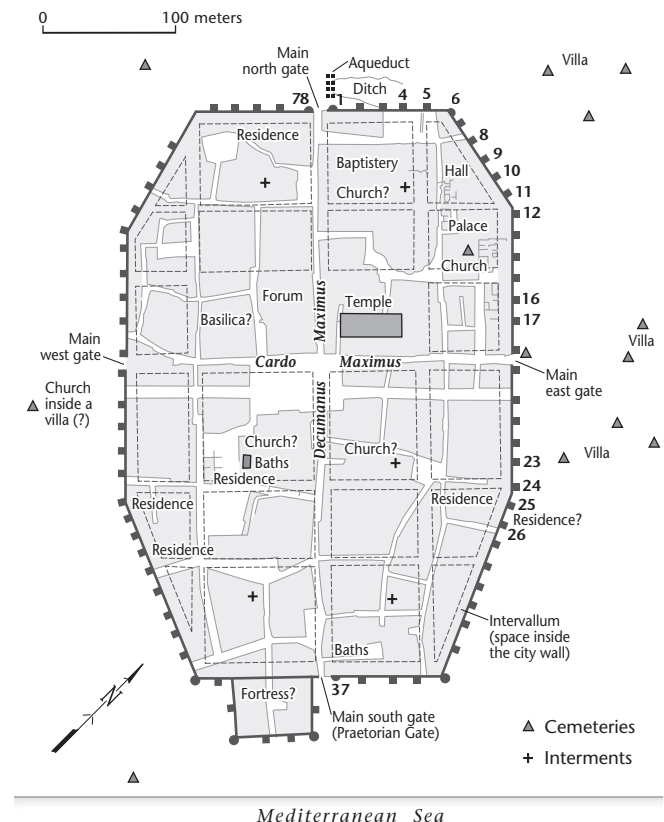 0
100 meters
Main
north gate
Aqueduct
Villa
Ditch
78
1
4
5
6
Residence
8
Baptistery
9
Hall
10
Church?
11
12
Palace
Church
Forum
Maximus
Temple
16
Basilica?
17
Main
west gate
Villa
Cardo
Maximus
Main
east gate
Church
inside a
villa (?)
Decumanus
Church?
Church?
Baths
23
Villa
Residence
24
Residence
Residence
25
Residence?
26
Residence
Intervallum
(space inside
the city wall)
Baths
N
Fortress?
37
Main south gate
(Praetorian Gate)
Cemeteries
Interments
Mediterranean Sea